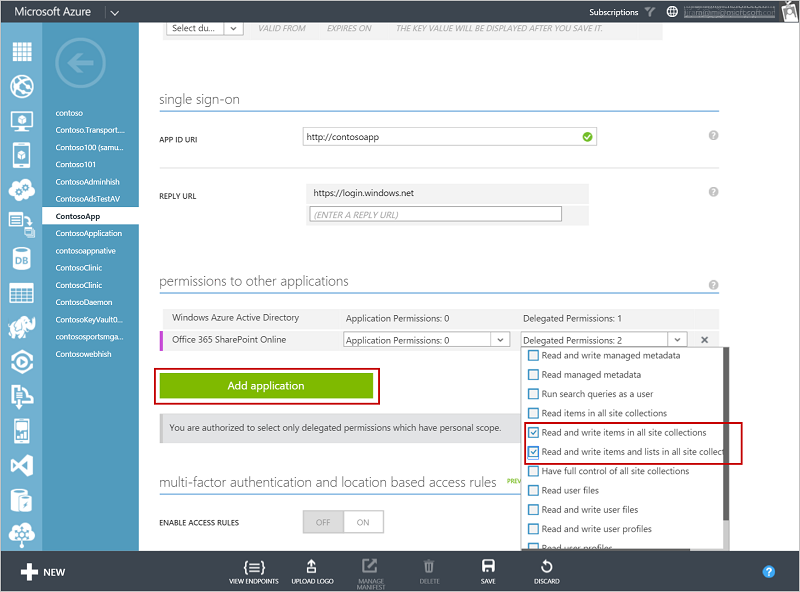 Microsoft Azure
Subscriptions
Select du...
VALID FROM
EXPIRES ON
THE KEY VALUE WILL BE DISPLAYED AFTER YOU SAVE IT.
contoso
Contoso.Transport...
Contoso100 (samu...
Contoso101
ContosoAdminhish
ContosoAdsTestAV
ContosoApp
ContosoApplication
contosoappnative
ContosoClinic
ContosoClinic
ContosoDaemon
ContosoKeyVault0...
contososportsmga...
Contosowebhish
DB
single sign-on
APP ID URI
http://contosoapp
REPLY URL
https://login.windows.net
(ENTER A REPLY URL)
permissions to other applications
Windows Azure Active Directory
Application Permissions: 0
Delegated Permissions: 1
Office 365 SharePoint Online
Application Permissions: 0
Delegated Permissions: 2
Read and write managed metadata
Read managed metadata
Run search queries as a user
Read items in all site collections
Read and write items in all site collections
Read and write items and lists in all site collect
Have full control of all site collections
Read user files
Read and write user files
Read and write user profiles
Read user profiles
Add application
You are authorized to select only delegated permissions which have personal scope.
multi-factor authentication and location based access rules
PREV
ENABLE ACCESS RULES
OFF
ON
NEW
VIEW ENDPOINTS
UPLOAD LOGO
MANAGE
MANIFEST
DELETE
SAVE
DISCARD